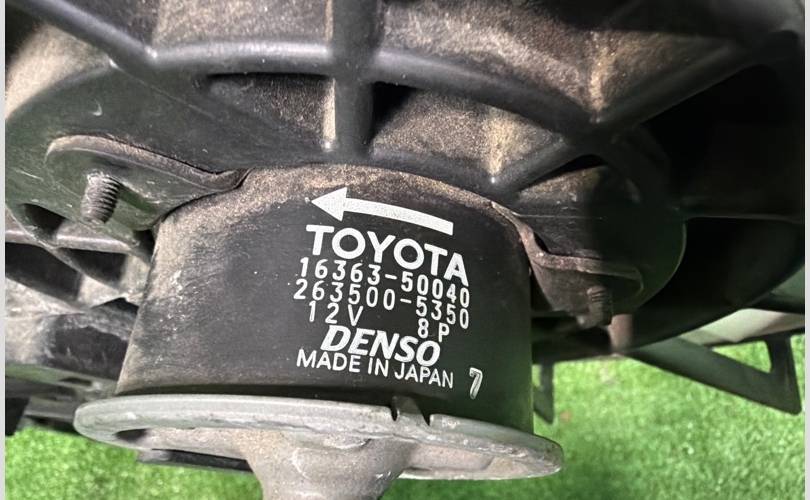 TOYOTA
16363-50040
263500-5350
12V 8P
DENSO
MADE IN JAPAN 7